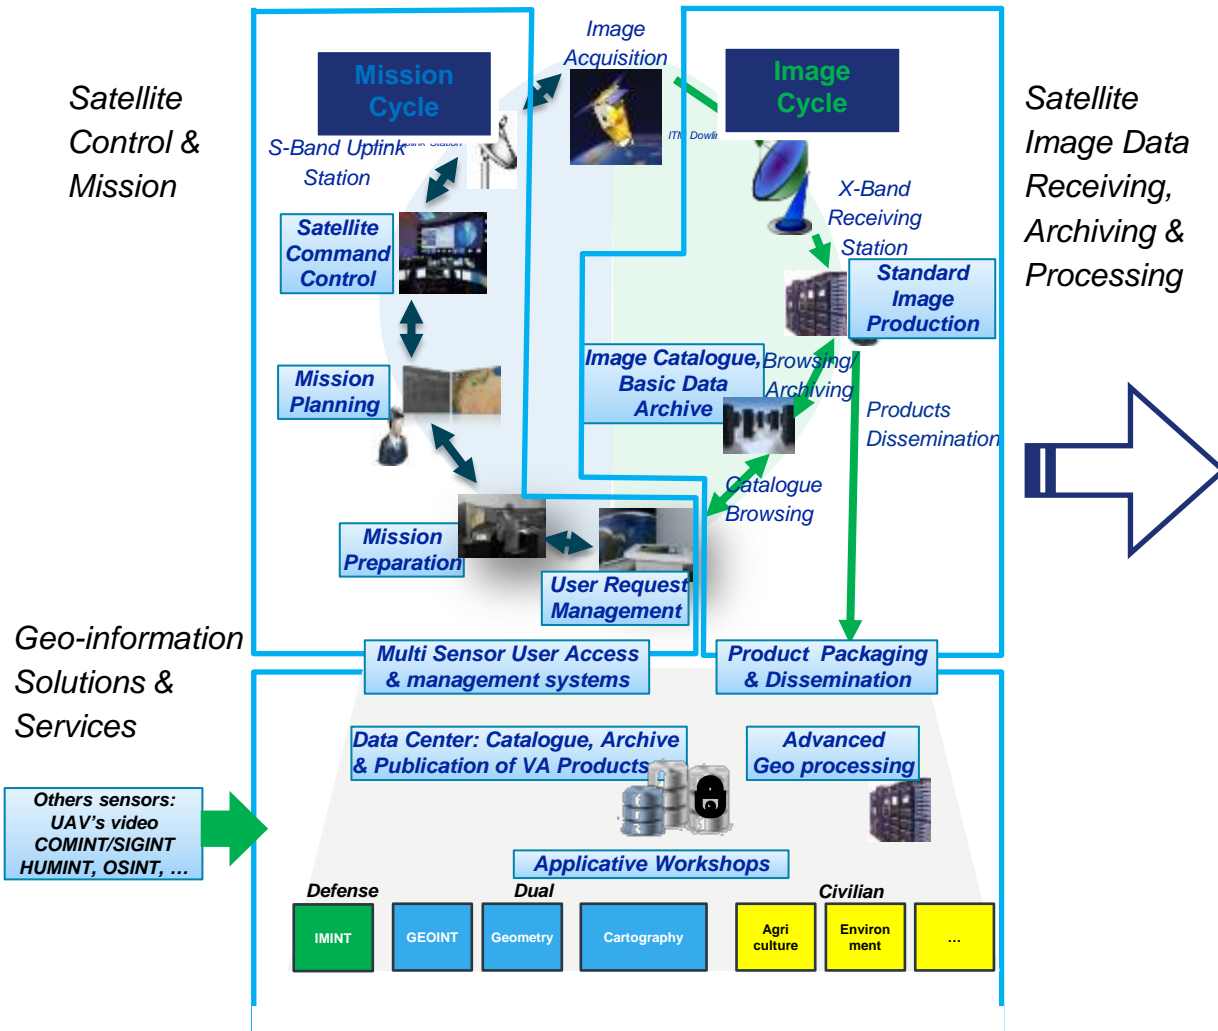 Satellite
Control &
Mission
Mission
Cycle
Image
Acquisition
Image
Cycle
Satellite
Image Data
Receiving,
Archiving &
Processing
S-Band Uplink
Station
Station
ITM Dowlin
X-Band
Receiving
Station
Satellite
Command
Control
Standard
Image
Production
Mission
Planning
Image Catalogue,
Basic Data
Archive
Browsing/
Archiving
Products
Dissemination
Catalogue
Browsing
Mission
Preparation
User Request
Management
Geo-information
Solutions &
Services
Multi Sensor User Access
& management systems
Product Packaging
& Dissemination
Data Center: Catalogue, Archive
& Publication of VA Products
Advanced
Geo processing
Others sensors:
UAV's video
COMINT/SIGINT
HUMINT, OSINT, …
Applicative Workshops
Defense
Dual
Civilian
IMINT
GEOINT
Geometry
Cartography
Agri
culture
Environ
ment
…